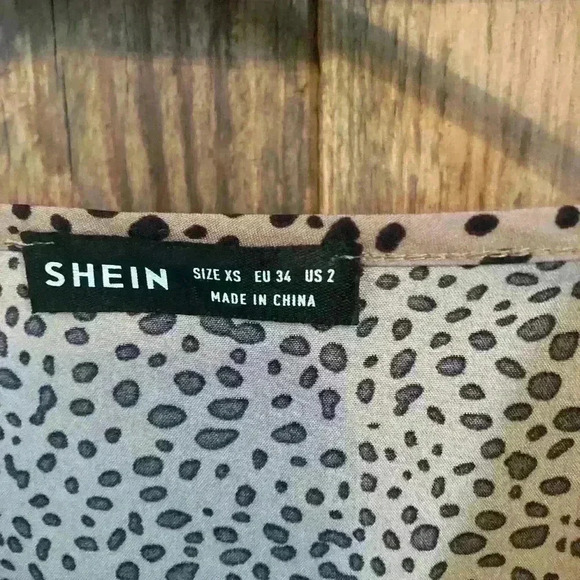 SHEIN SIZE XS EU 34 US 2
MADE IN CHINA